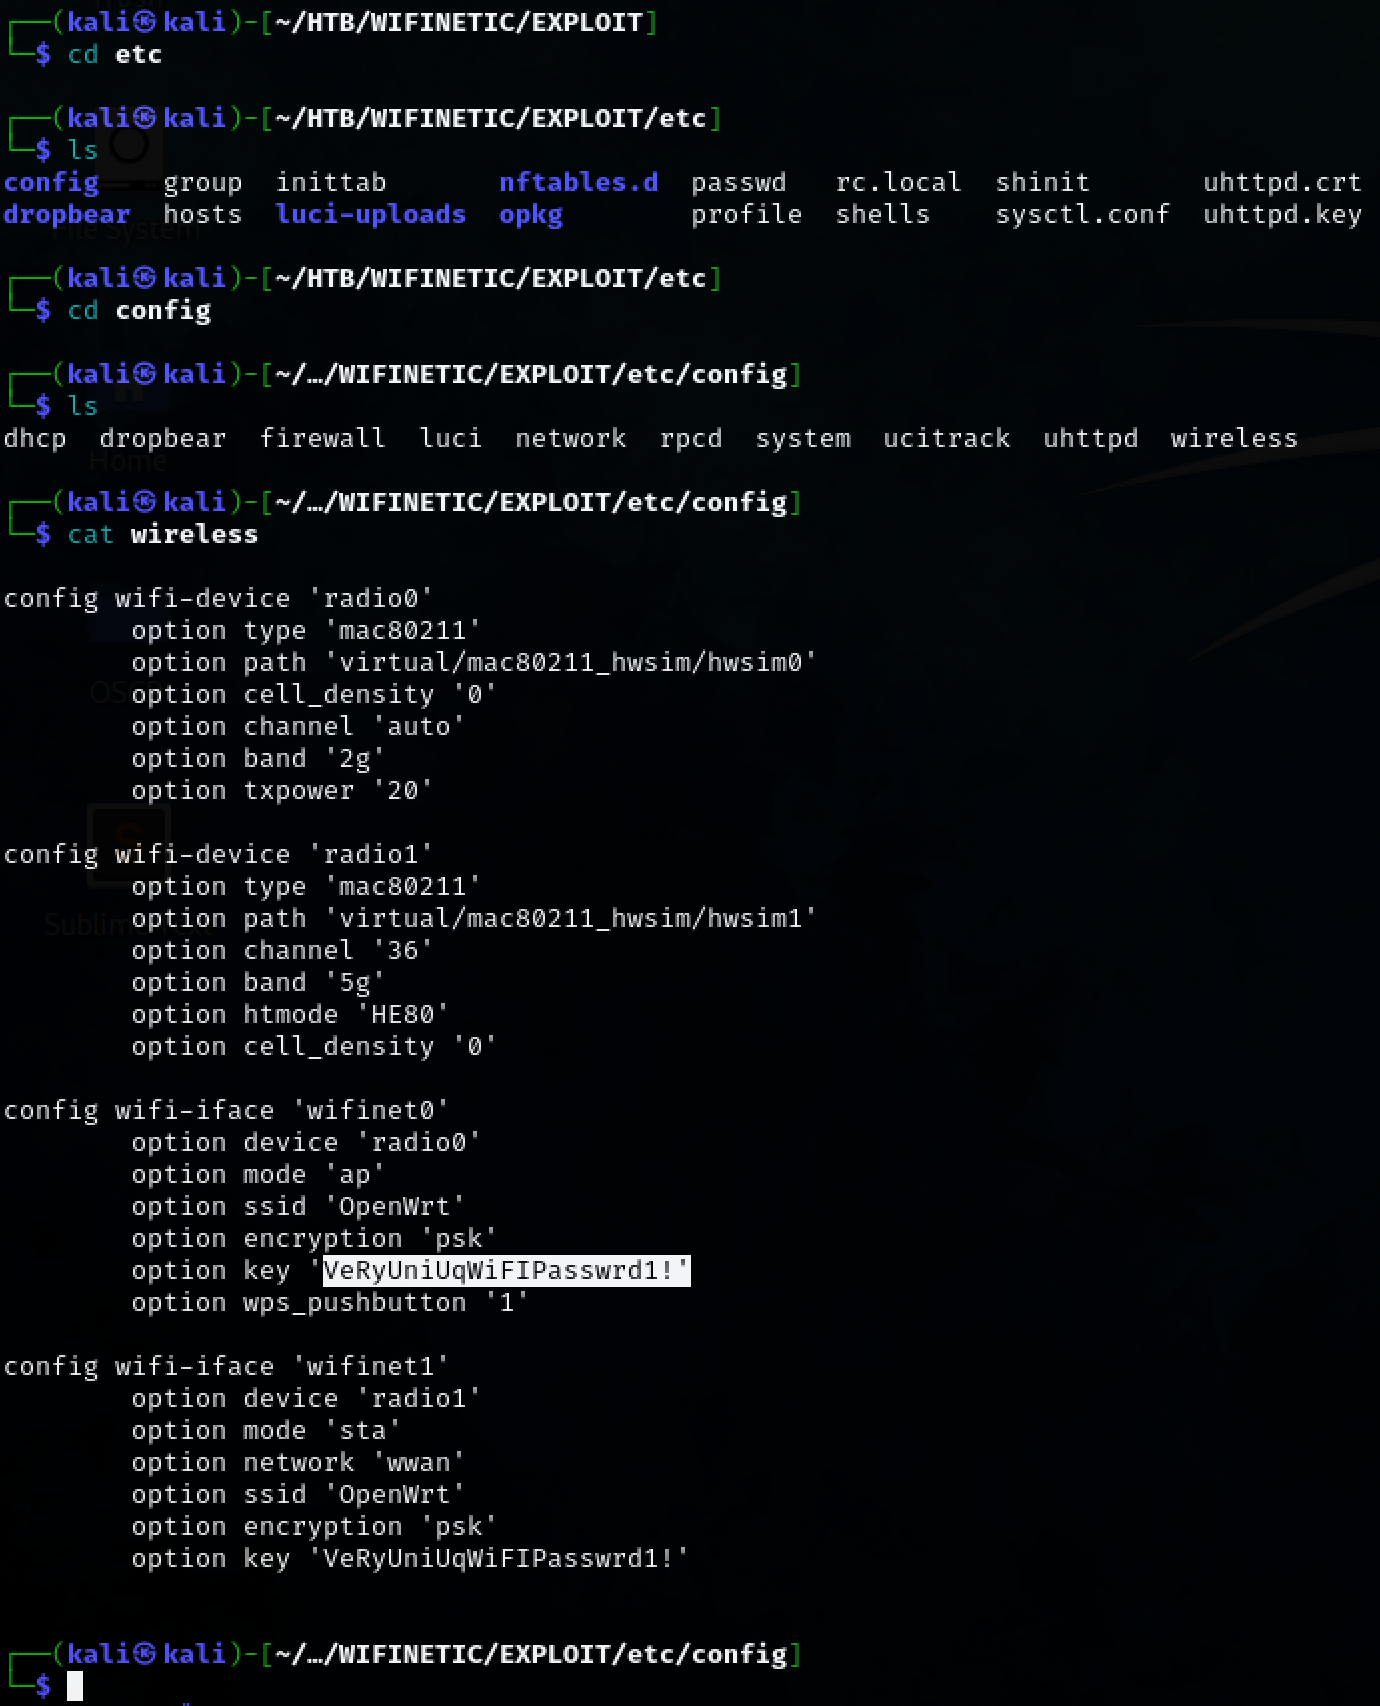 ┌──(kali㉿kali)-[~/HTB/WIFINETIC/EXPLOIT]
└─$ cd etc
┌──(kali㉿kali)-[~/HTB/WIFINETIC/EXPLOIT/etc]
└─$ ls
config group inittab nftables.d passwd rc.local shinit uhttpd.crt
dropbear hosts luci-uploads opkg profile shells sysctl.conf uhttpd.key
File System
┌──(kali㉿kali)-[~/HTB/WIFINETIC/EXPLOIT/etc]
└─$ cd config
┌──(kali㉿kali)-[~/…/WIFINETIC/EXPLOIT/etc/config]
└─$ ls
dhcp dropbear firewall luci network rpcd system ucitrack uhttpd wireless
Home
┌──(kali㉿kali)-[~/…/WIFINETIC/EXPLOIT/etc/config]
└─$ cat wireless
config wifi-device 'radio0'
option type 'mac80211'
option path 'virtual/mac80211_hwsim/hwsim0'
option cell_density '0'
option channel 'auto'
option band '2g'
option txpower '20'
config wifi-device 'radio1'
option type 'mac80211'
option path 'virtual/mac80211_hwsim/hwsim1'
option channel '36'
option band '5g'
option htmode 'HE80'
option cell_density '0'
config wifi-iface 'wifinet0'
option device 'radio0'
option mode 'ap'
option ssid 'OpenWrt'
option encryption 'psk'
option key 'VeRyUniUqWiFIPasswrd1!'
option wps_pushbutton '1'
config wifi-iface 'wifinet1'
option device 'radio1'
option mode 'sta'
option network 'wwan'
option ssid 'OpenWrt'
option encryption 'psk'
option key 'VeRyUniUqWiFIPasswrd1!'
┌──(kali㉿kali)-[~/…/WIFINETIC/EXPLOIT/etc/config]
└─$